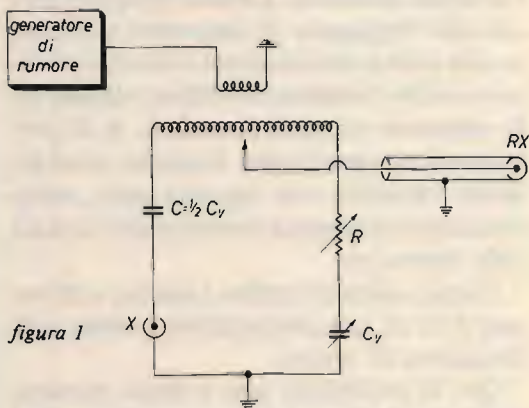 generatore
di
rumore
RX
C=½ Cv
R
X
Cv
figura 1